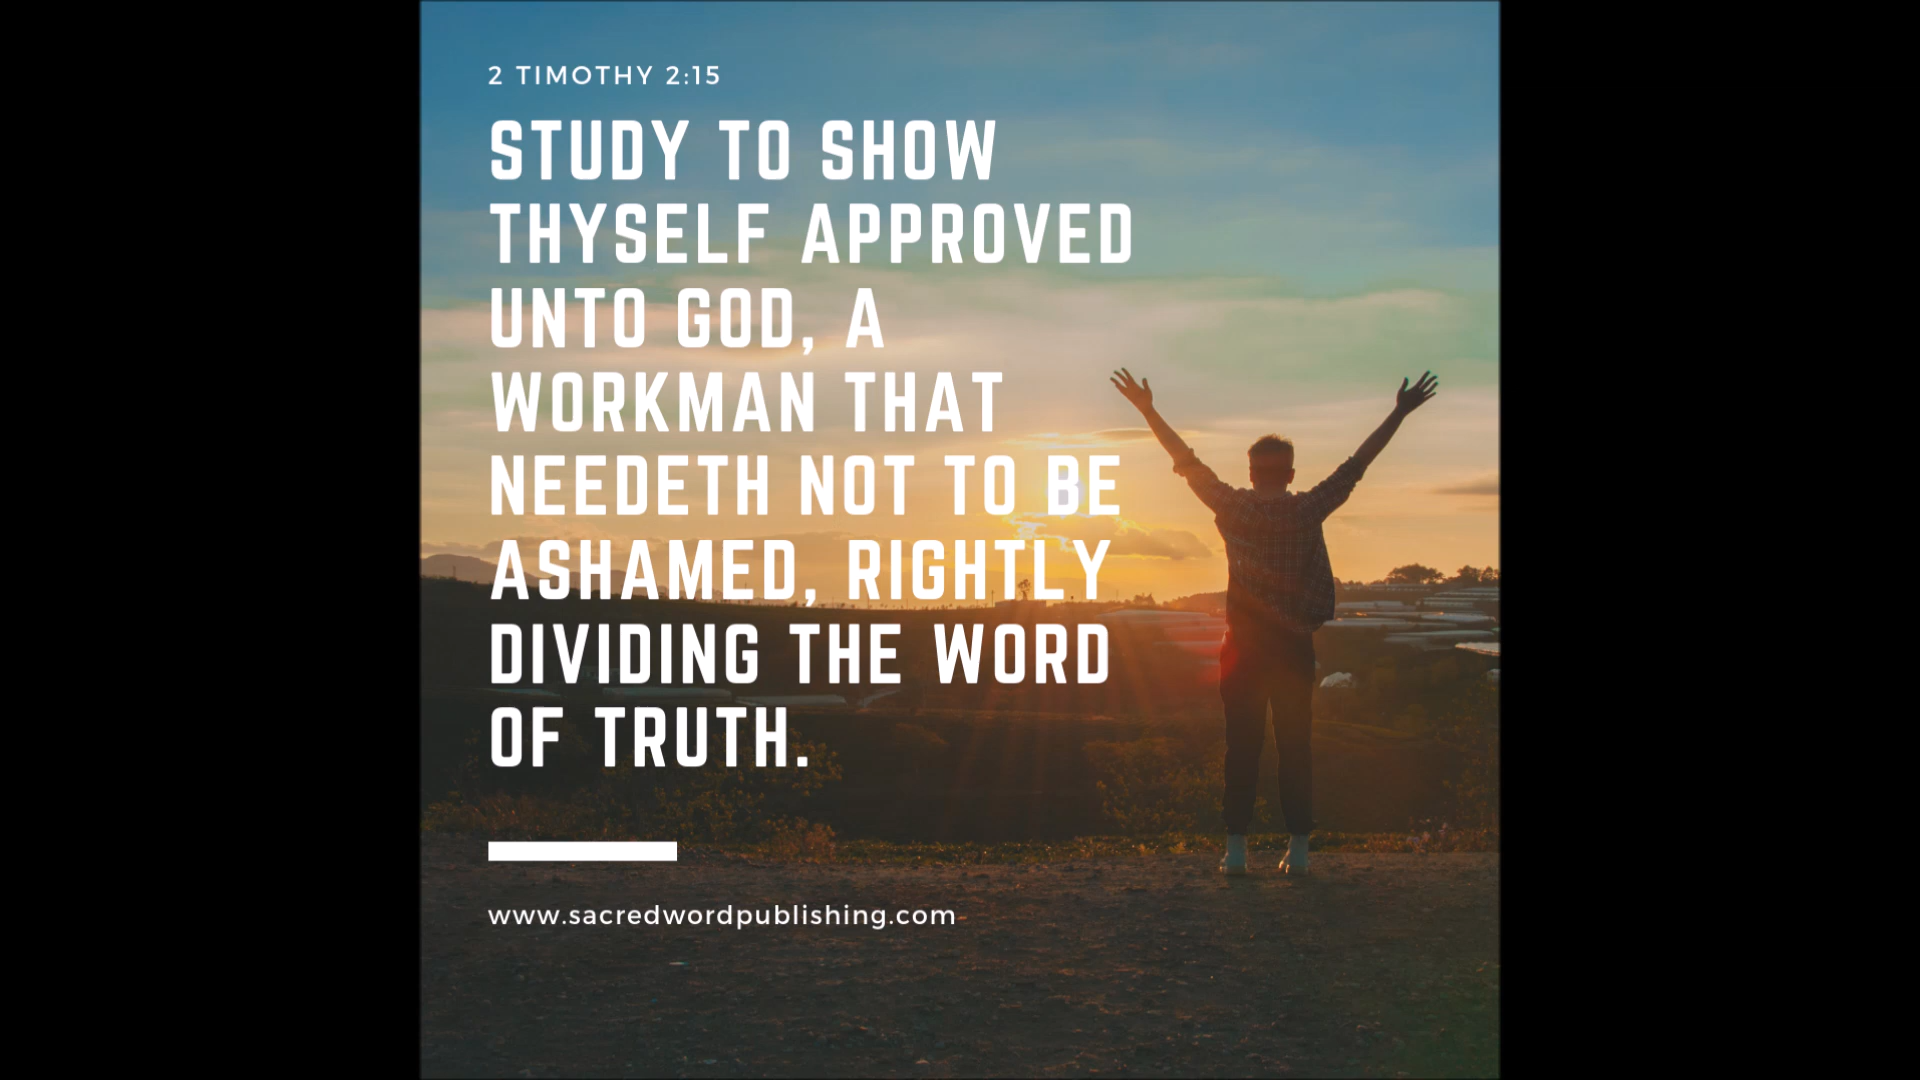 2 TIMOTHY 2:15
STUDY TO SHOW
THYSELF APPROVED
UNTO GOD, A
WORKMAN THAT
NEEDETH NOT TO BE
ASHAMED, RIGHTLY
DIVIDING THE WORD
OF TRUTH.
www.sacredwordpublishing.com